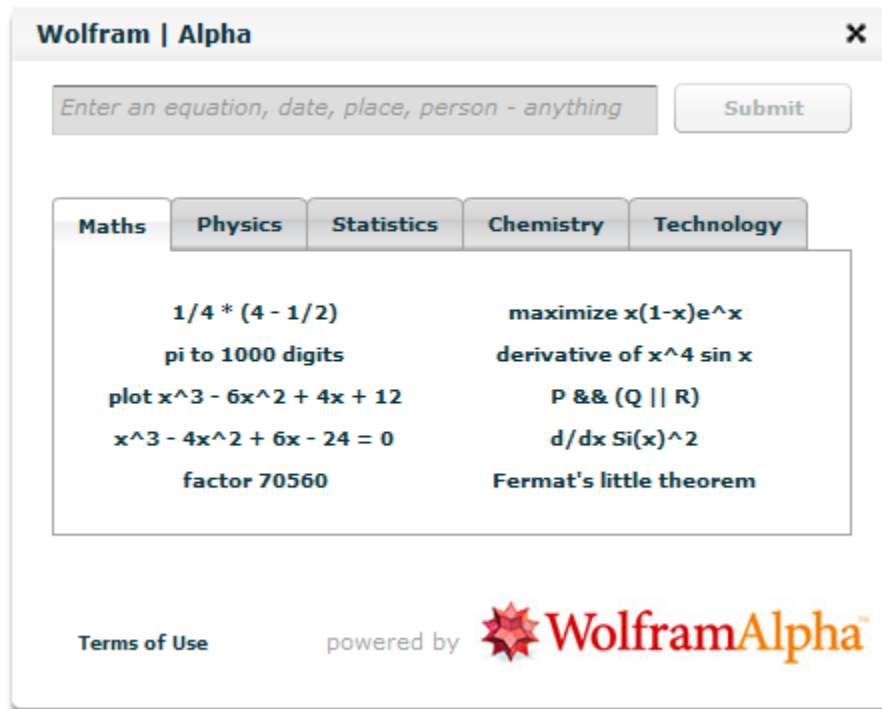 Wolfram | Alpha
Enter an equation, date, place, person - anything
Submit
Maths Physics Statistics Chemistry Technology
1/4 * (4 - 1/2) maximize x(1-x)e^x
pi to 1000 digits derivative of x^4 sin x
plot x^3 - 6x^2 + 4x + 12 P && (Q || R)
x^3 - 4x^2 + 6x - 24 = 0 d/dx Si(x)^2
factor 70560 Fermat's little theorem
Terms of Use powered by WolframAlpha™